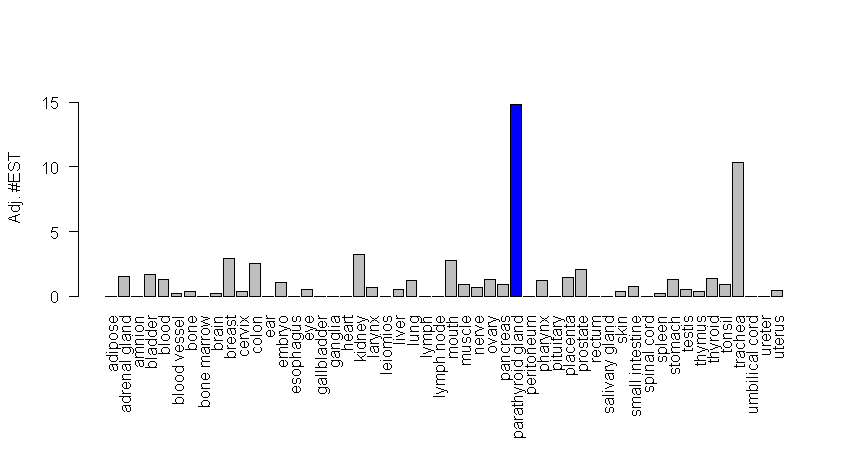 15
10
5
0
Adj. #EST
adipose
adrenal gland
amnion
bladder
blood
blood vessel
bone
bone marrow
brain
breast
cervix
colon
ear
embryo
esophagus
eye
gallbladder
ganglia
heart
kidney
larynx
leiomios
liver
lung
lymph
lymph node
mouth
muscle
nerve
ovary
pancreas
parathyroid gland
peritoneum
pharynx
pituitary
placenta
prostate
rectum
salivary gland
skin
small intestine
spinal cord
spleen
stomach
testis
thymus
thyroid
tonsil
trachea
umbilical cord
ureter
uterus